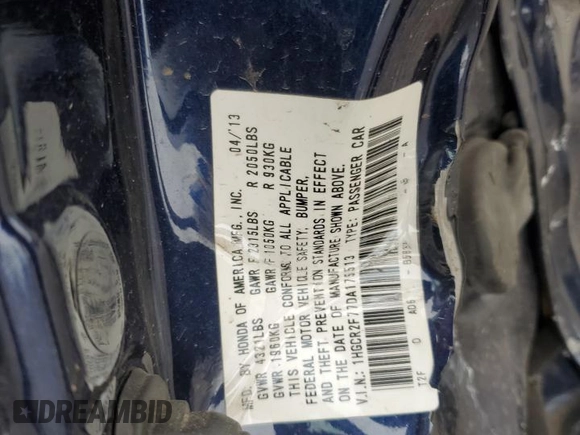 MFD. BY HONDA OF AMERICA MFG., INC. 04/13
GVWR 4321LBS GAWR F 2315LBS R 2050LBS
GVWR 1960KG GAWR F 1050KG R 930KG
THIS VEHICLE CONFORMS TO ALL APPLICABLE
FEDERAL MOTOR VEHICLE SAFETY, BUMPER,
AND THEFT PREVENTION STANDARDS IN EFFECT
ON THE DATE OF MANUFACTURE SHOWN ABOVE.
V.I.N.: TYPE: PASSENGER CAR
DREAMBID